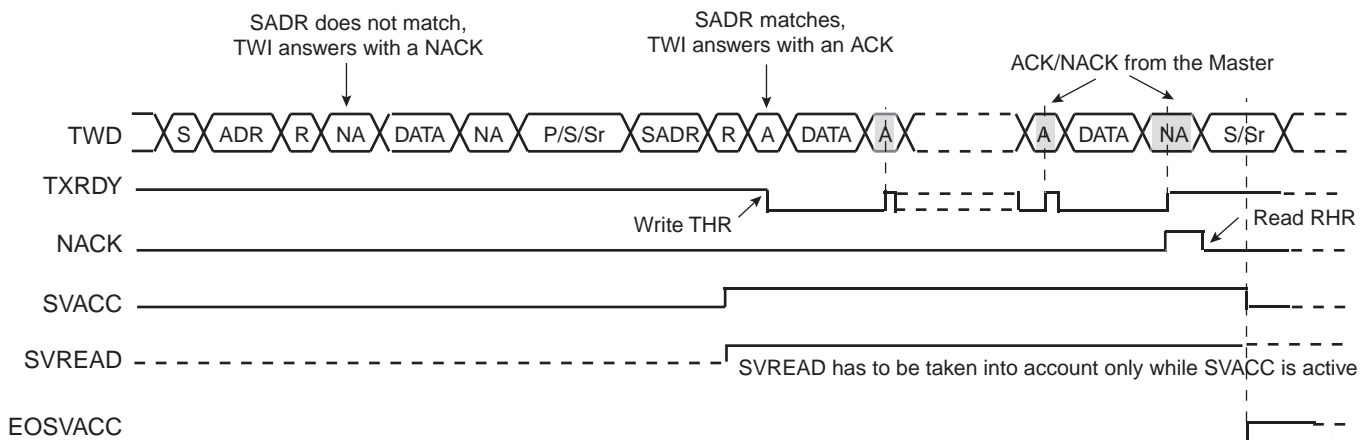 SADR does not match,
TWI answers with a NACK
SADR matches,
TWI answers with an ACK
ACK/NACK from the Master
TWD S ADR R NA DATA NA P/S/Sr SADR R A DATA A A DATA NA S/Sr
TXRDY
Write THR
Read RHR
NACK
SVACC
SVREAD
SVREAD has to be taken into account only while SVACC is active
EOSVACC